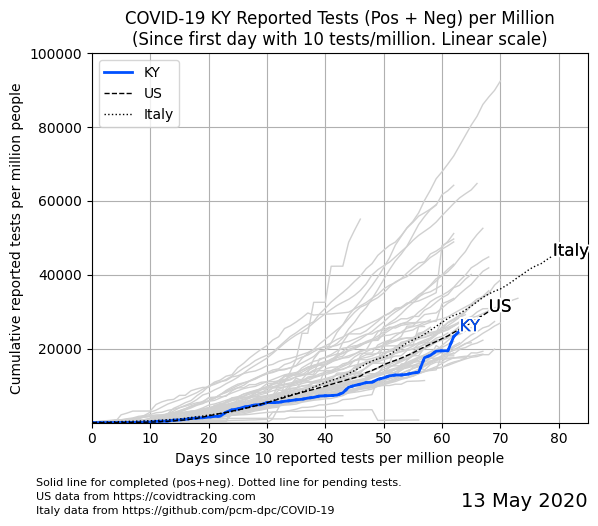 COVID-19 KY Reported Tests (Pos + Neg) per Million
(Since first day with 10 tests/million. Linear scale)
Cumulative reported tests per million people
100000
80000
60000
40000
20000
KY
US
Italy
Italy
US
KY
0
10
20
30
40
50
60
70
80
Days since 10 reported tests per million people
Solid line for completed (pos+neg). Dotted line for pending tests.
US data from https://covidtracking.com
Italy data from https://github.com/pcm-dpc/COVID-19
13 May 2020